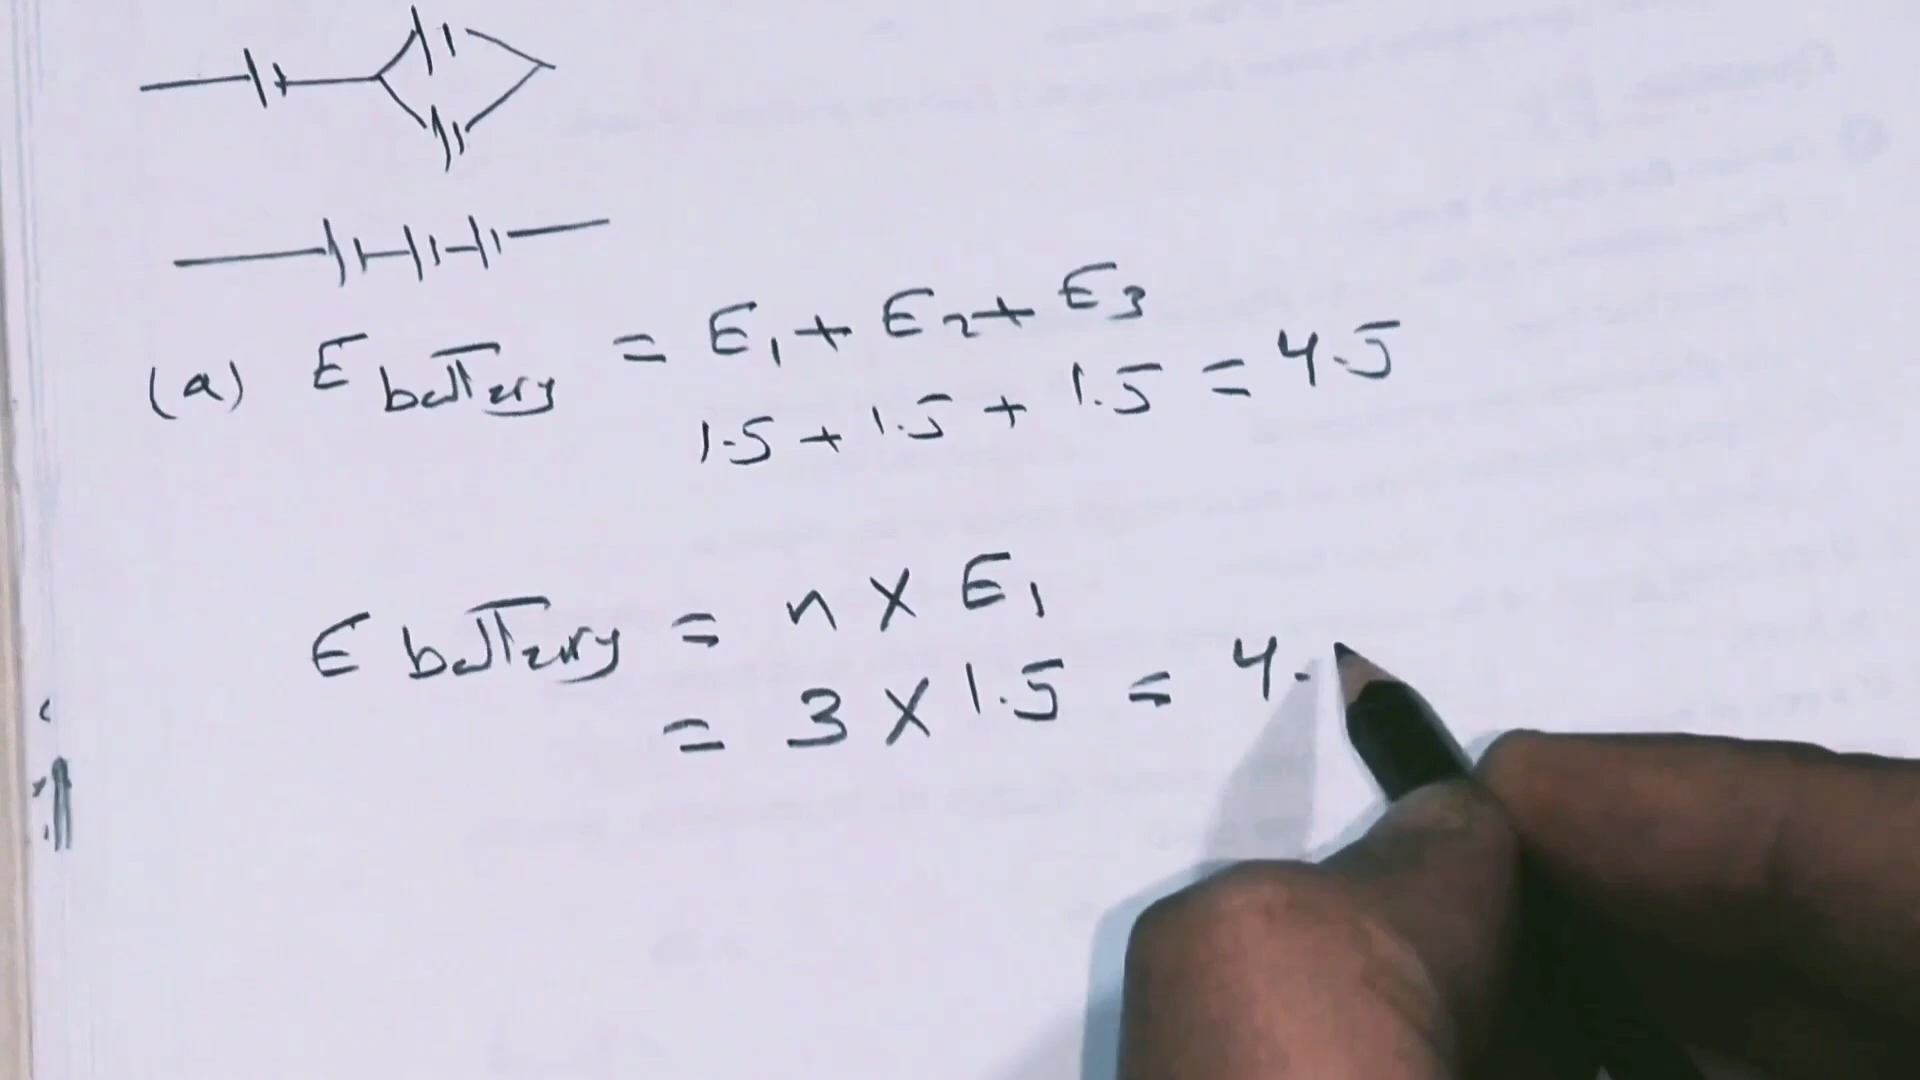 (a) E battery = E1 + E2 + E3
1.5 + 1.5 + 1.5 = 4.5
E battery = n X E1
= 3 X 1.5 = 4.